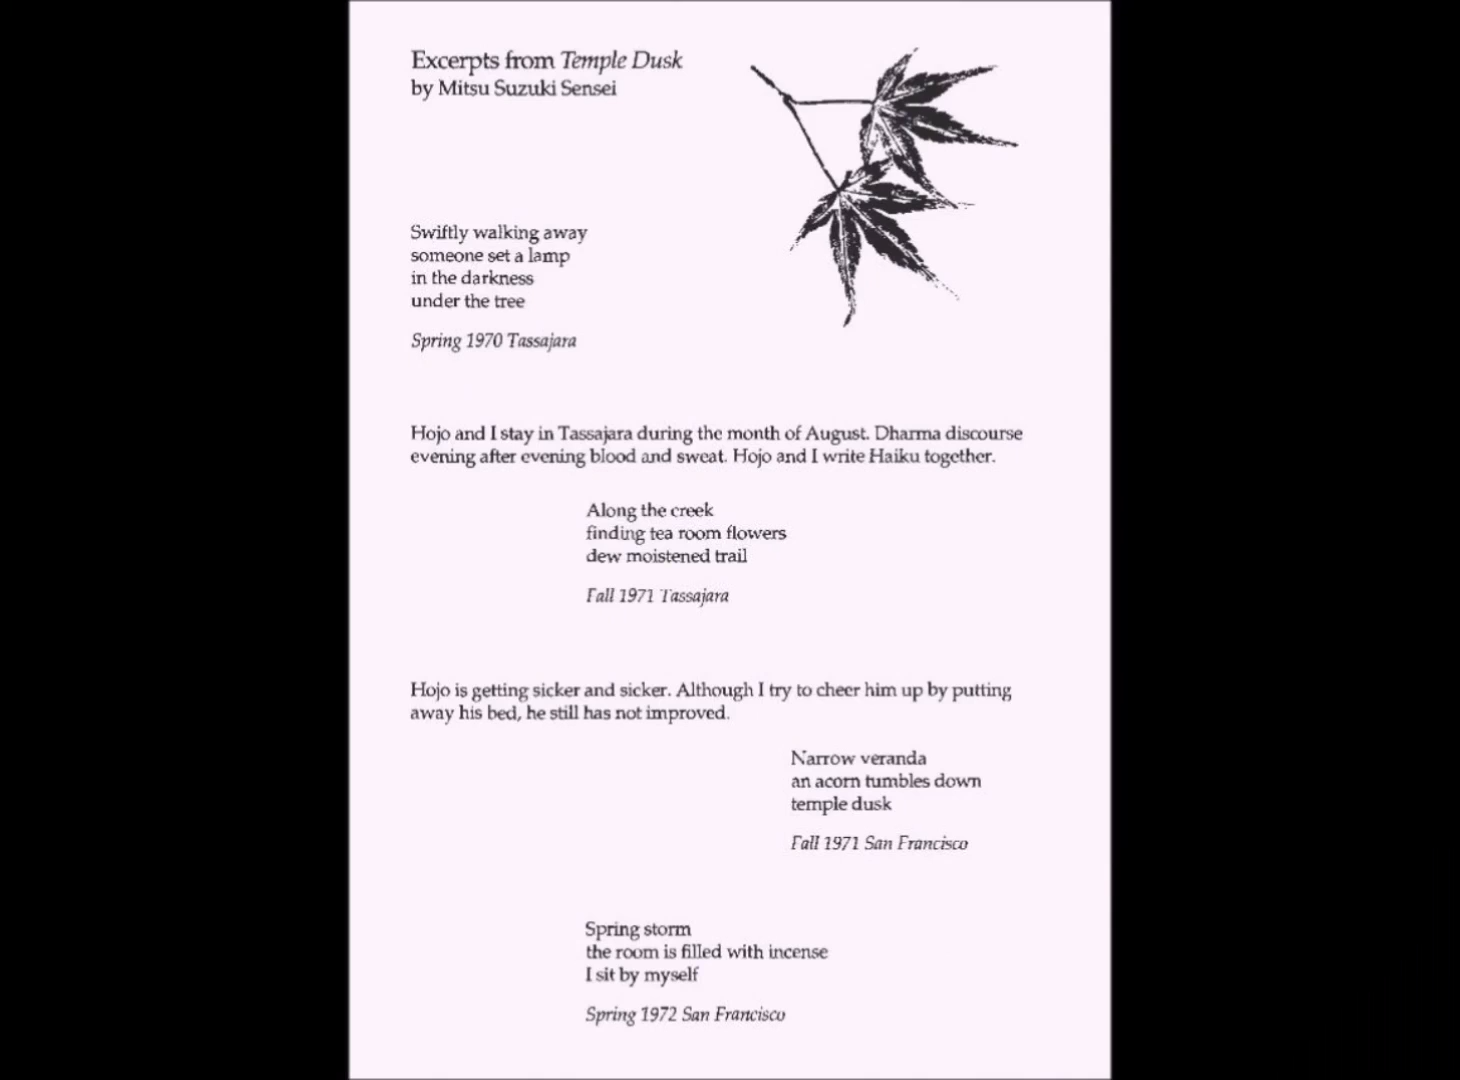 Excerpts from Temple Dusk
by Mitsu Suzuki Sensei
Swiftly walking away
someone set a lamp
in the darkness
under the tree
Spring 1970 Tassajara
Hojo and I stay in Tassajara during the month of August. Dharma discourse
evening after evening blood and sweat. Hojo and I write Haiku together.
Along the creek
finding tea room flowers
dew moistened trail
Fall 1971 Tassajara
Hojo is getting sicker and sicker. Although I try to cheer him up by putting
away his bed, he still has not improved.
Narrow veranda
an acorn tumbles down
temple dusk
Fall 1971 San Francisco
Spring storm
the room is filled with incense
I sit by myself
Spring 1972 San Francisco